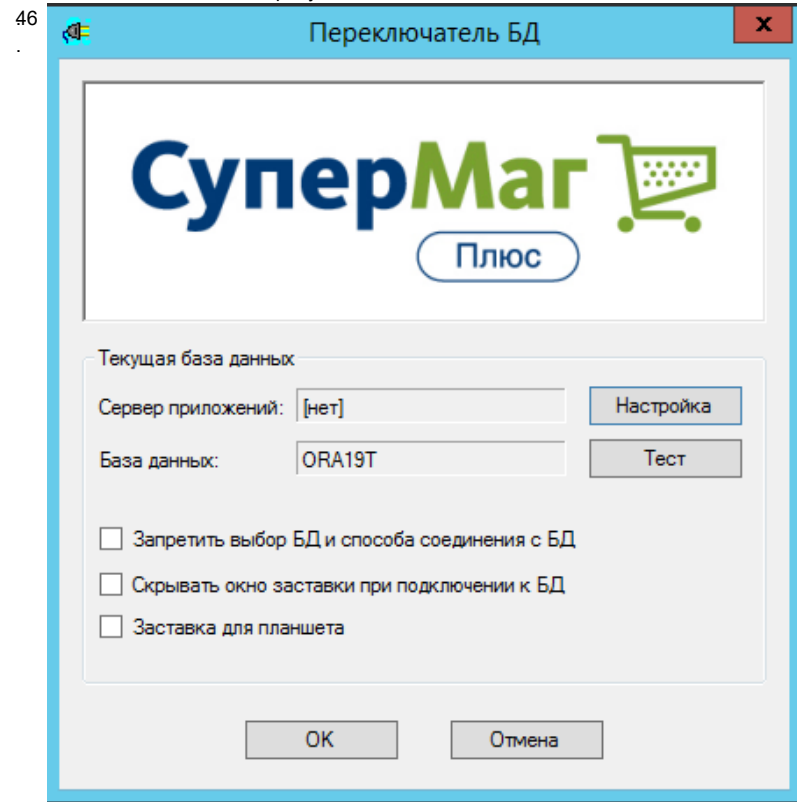 46
.
Переключатель БД
x
СуперМаг
Плюс
Текущая база данных
Сервер приложений: [нет] Настройка
База данных: ORA19T Тест
Запретить выбор БД и способа соединения с БД
Скрывать окно заставки при подключении к БД
Заставка для планшета
OK Отмена